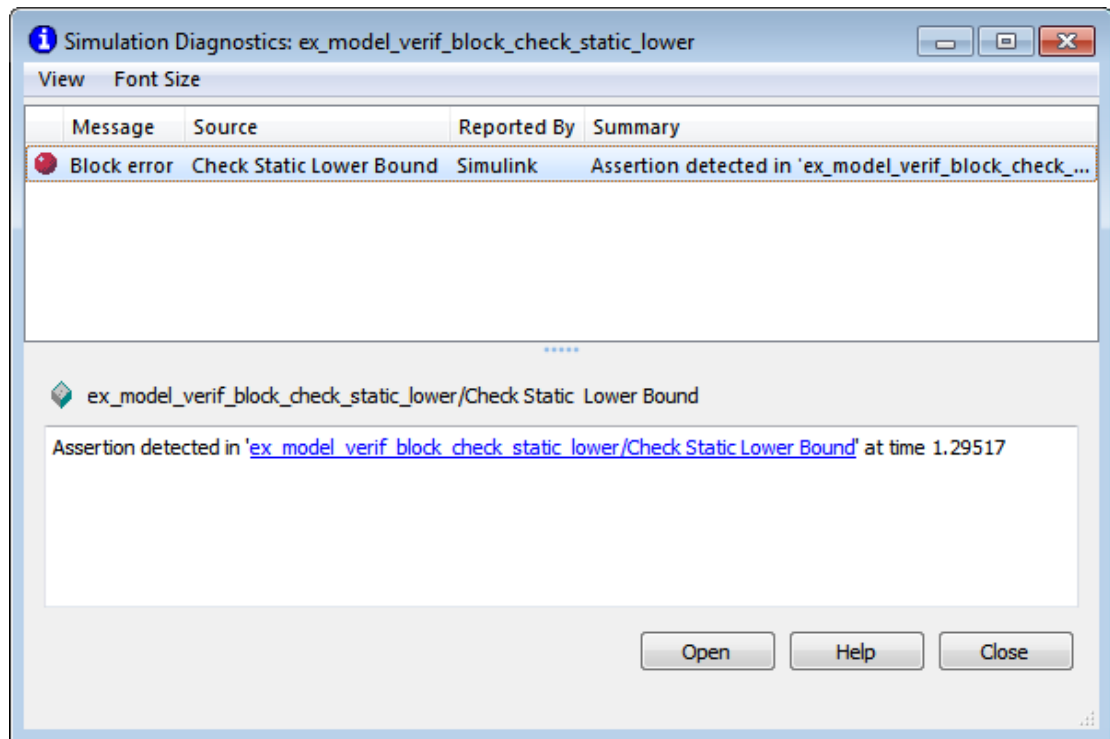 Simulation Diagnostics: ex_model_verif_block_check_static_lower
View Font Size
Message Source Reported By Summary
Block error Check Static Lower Bound Simulink Assertion detected in 'ex_model_verif_block_check_...
ex_model_verif_block_check_static_lower/Check Static Lower Bound
Assertion detected in 'ex_model_verif_block_check_static_lower/Check Static Lower Bound' at time 1.29517
Open Help Close